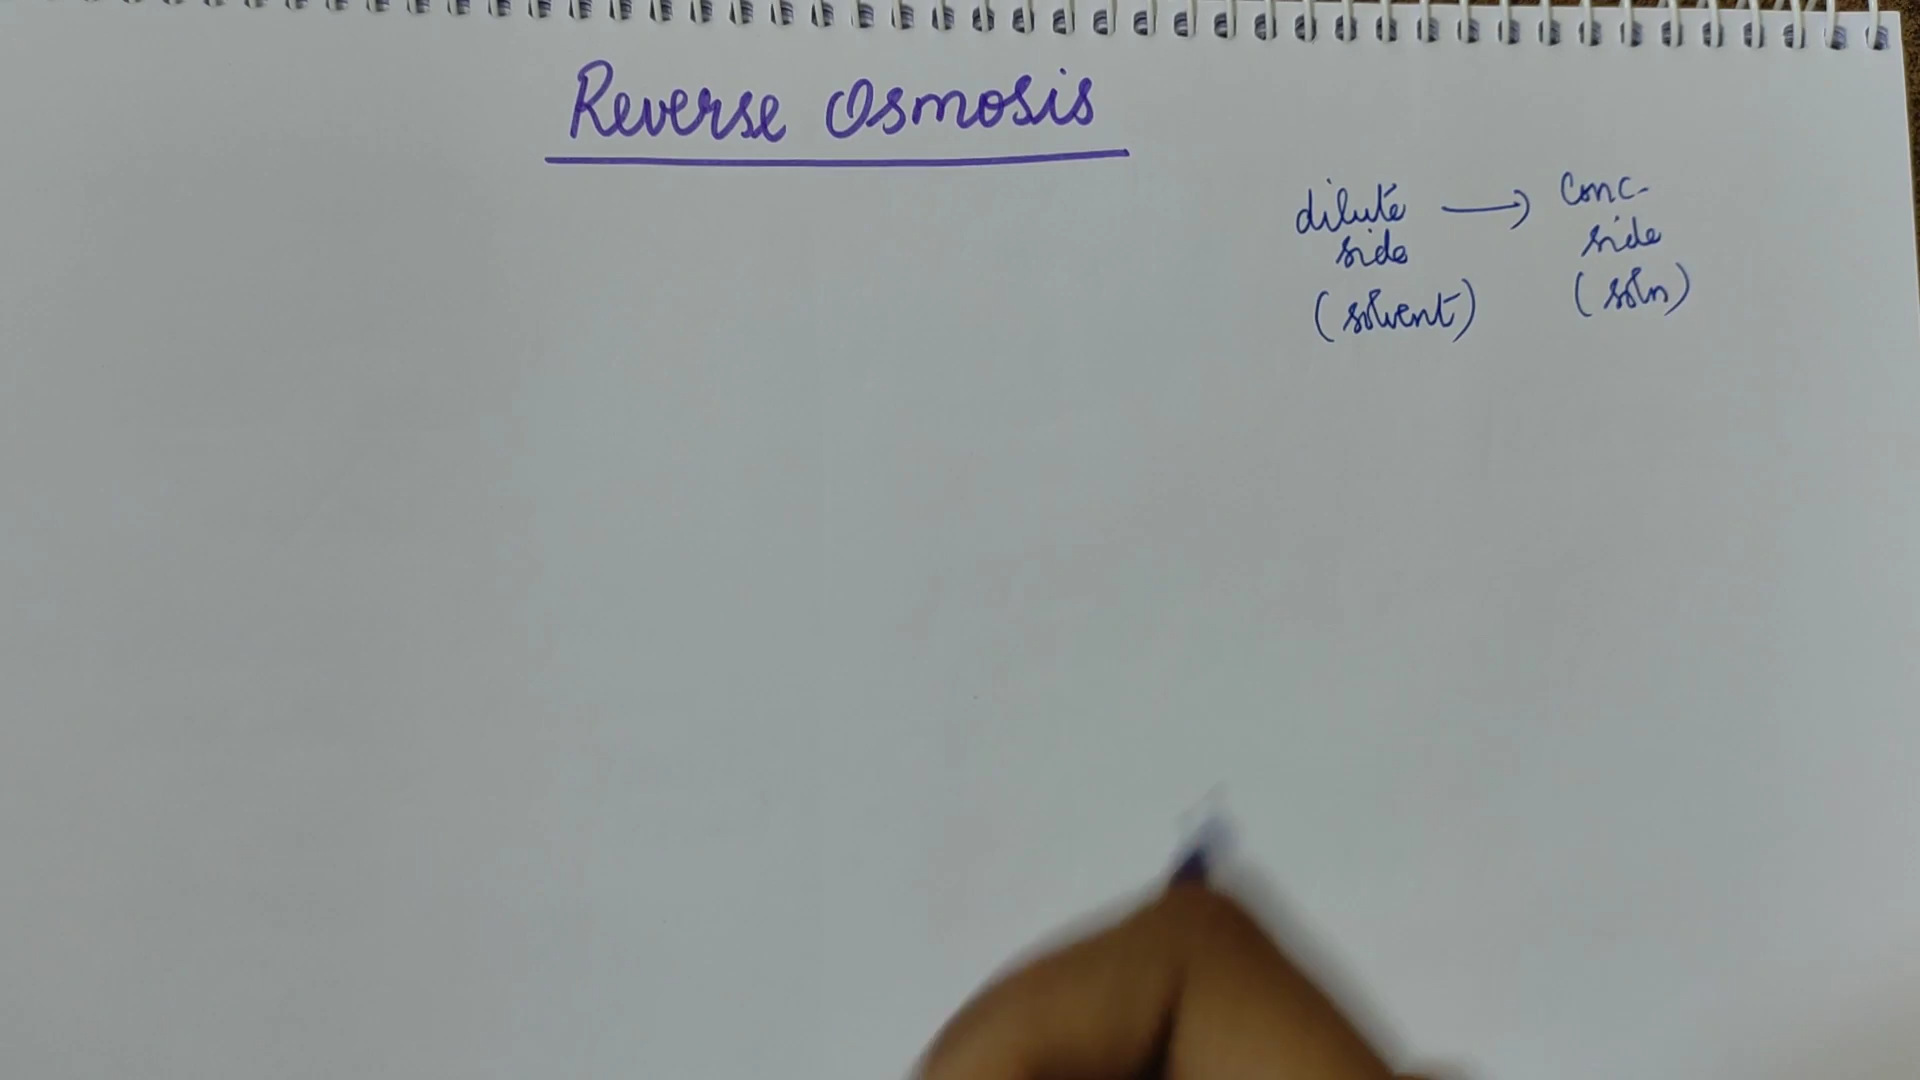 Reverse Osmosis
dilute → conc.
side side
(solvent) (soln)